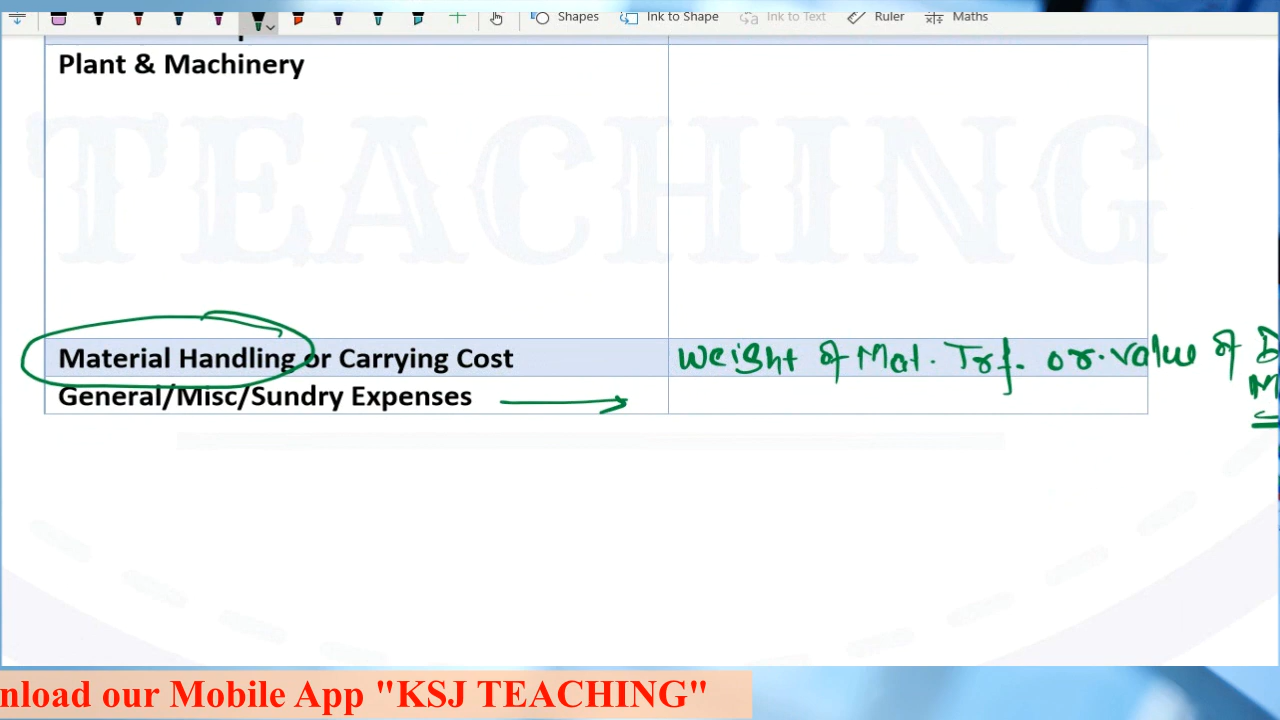 Shapes Ink to Shape Ink to Text Ruler Maths
Plant & Machinery
TEACHING
Material Handling or Carrying Cost Weight of Mat. Trf. or value of
General/Misc/Sundry Expenses
nload our Mobile App "KSJ TEACHING"